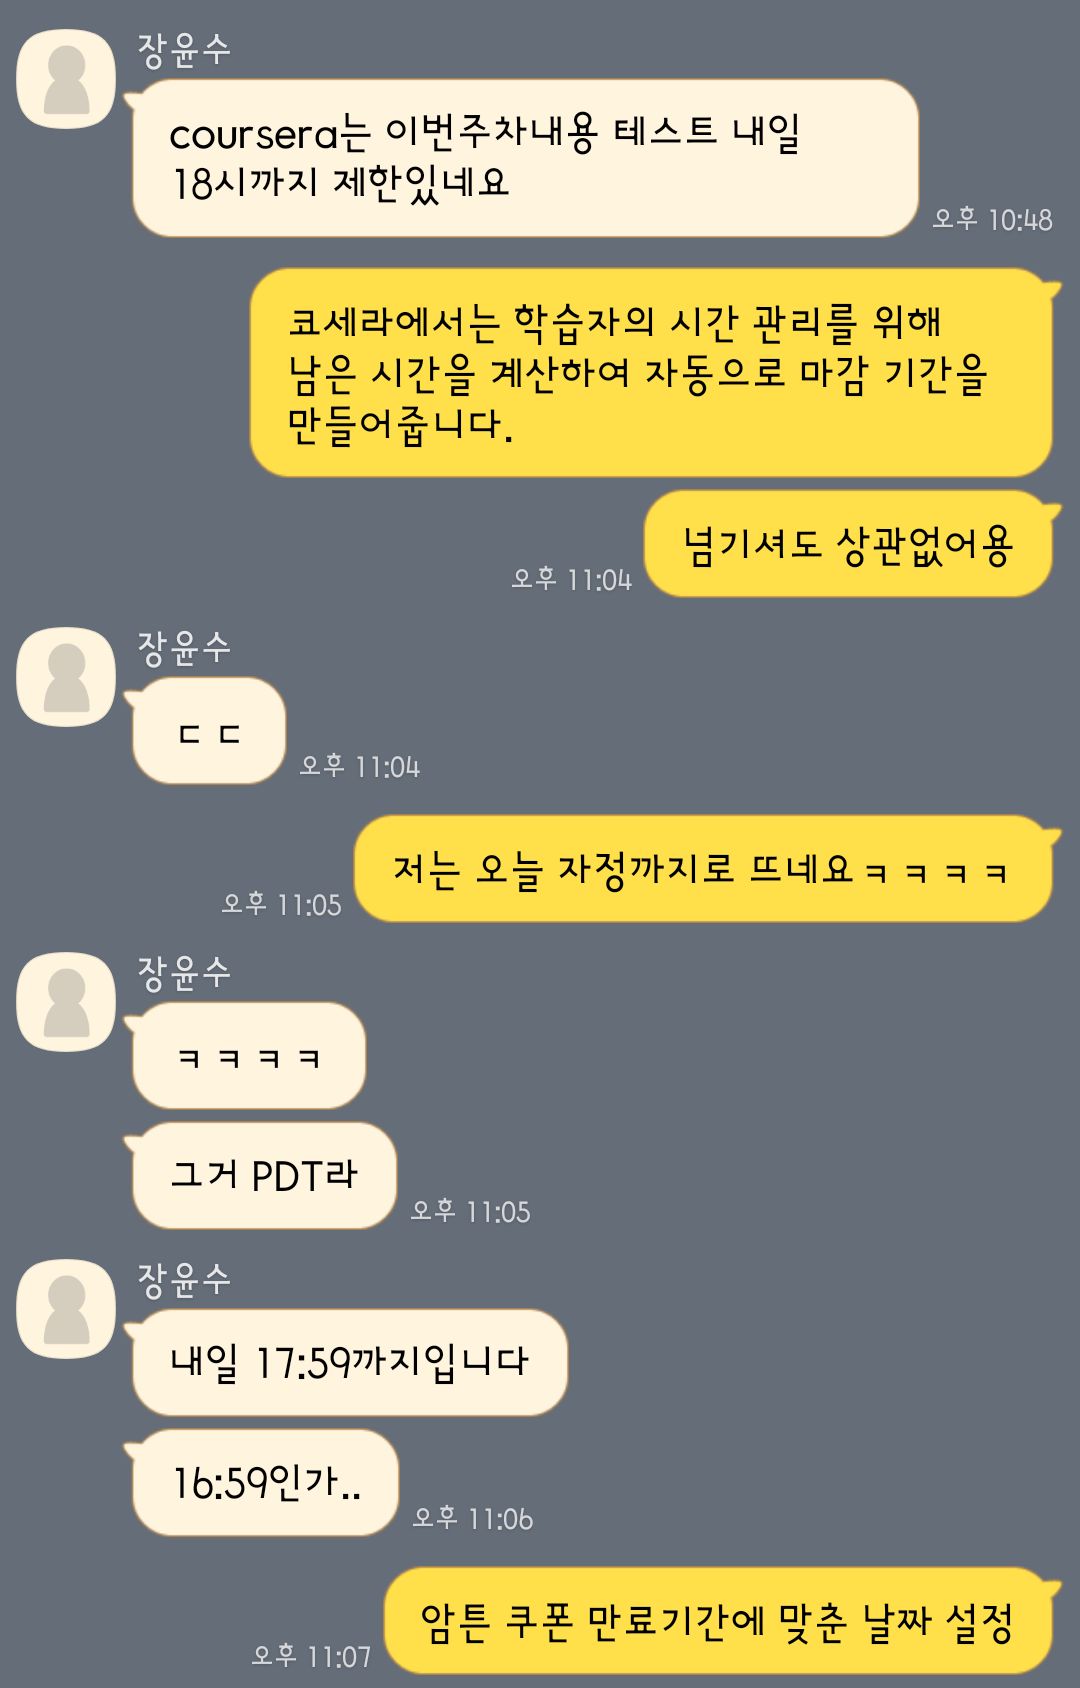 장윤수
coursera는 이번주차내용 테스트 내일
18시까지 제한있네요
오후 10:48
코세라에서는 학습자의 시간 관리를 위해
남은 시간을 계산하여 자동으로 마감 기간을
만들어줍니다.
넘기셔도 상관없어용
오후 11:04
장윤수
ㄷㄷ
오후 11:04
저는 오늘 자정까지로 뜨네요ㅋㅋㅋㅋ
오후 11:05
장윤수
ㅋㅋㅋㅋ
그거 PDT라
오후 11:05
장윤수
내일 17:59까지입니다
16:59인가..
오후 11:06
암튼 쿠폰 만료기간에 맞춘 날짜 설정
오후 11:07